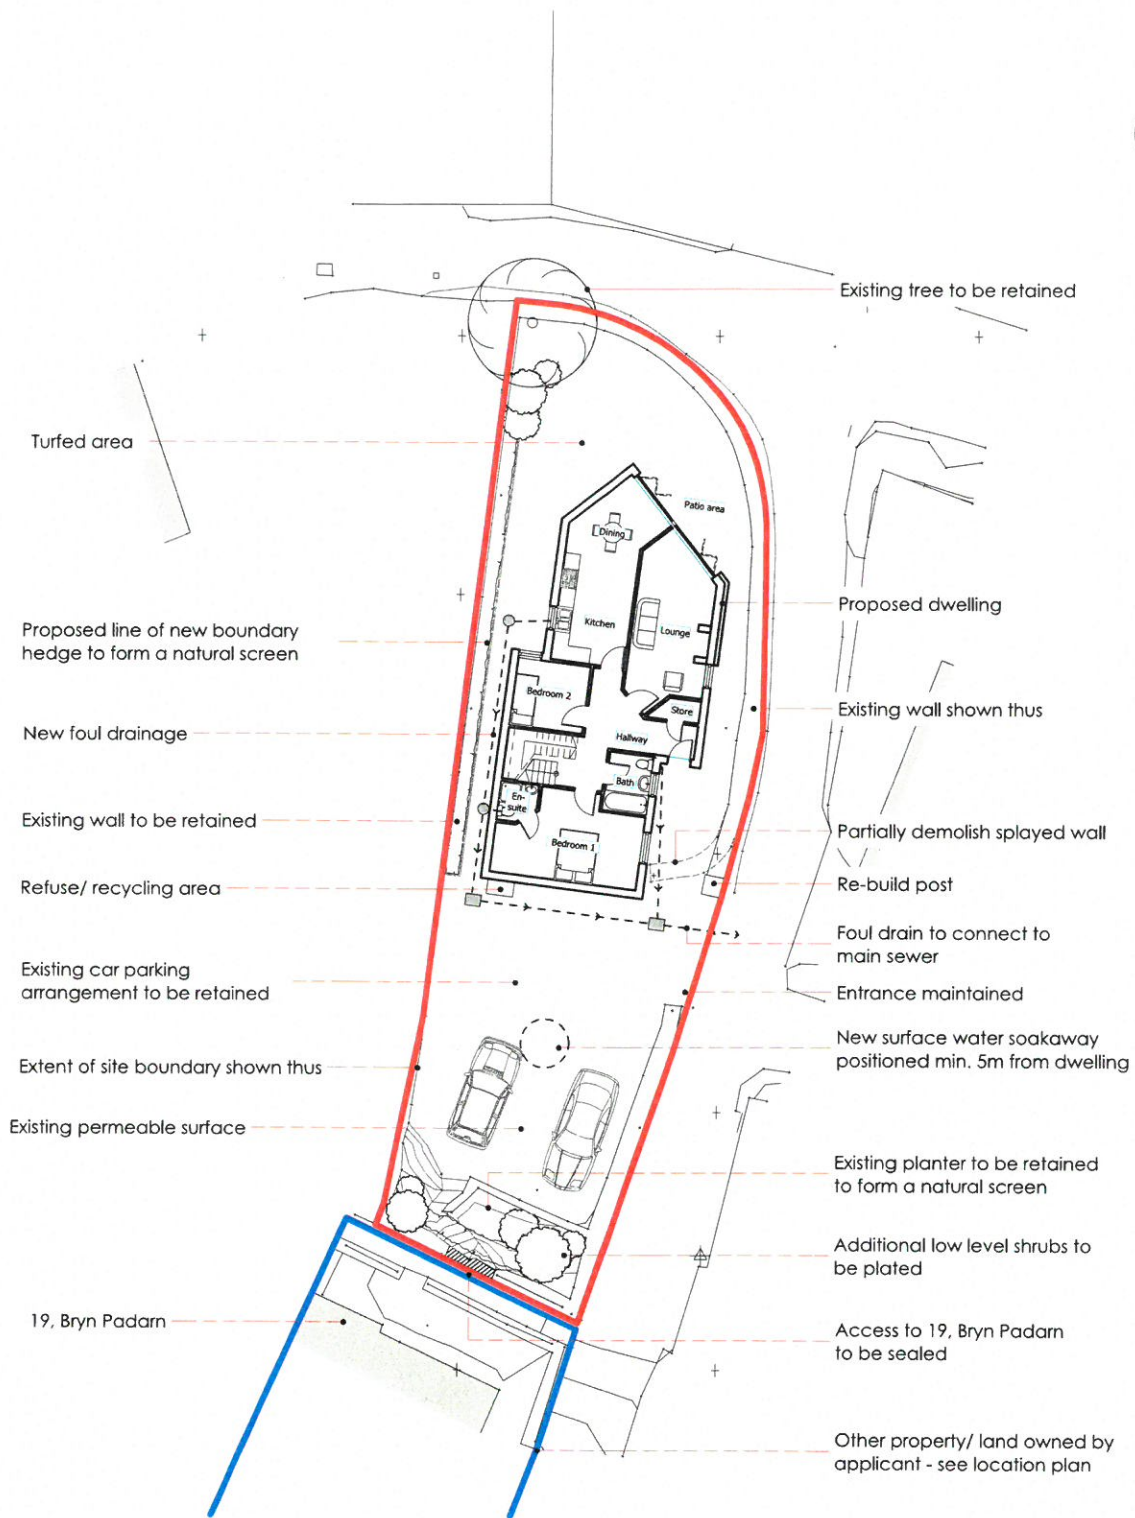 Existing tree to be retained
Turfed area
Patio area
Dining
Proposed dwelling
Kitchen
Lounge
Proposed line of new boundary
hedge to form a natural screen
Bedroom 2
Store
Existing wall shown thus
New foul drainage
Hallway
Bath
En-
suite
Existing wall to be retained
Partially demolish splayed wall
Bedroom 1
Refuse/ recycling area
Re-build post
Foul drain to connect to
main sewer
Existing car parking
arrangement to be retained
Entrance maintained
New surface water soakaway
positioned min. 5m from dwelling
Extent of site boundary shown thus
Existing permeable surface
Existing planter to be retained
to form a natural screen
Additional low level shrubs to
be plated
19, Bryn Padarn
Access to 19, Bryn Padarn
to be sealed
Other property/ land owned by
applicant - see location plan